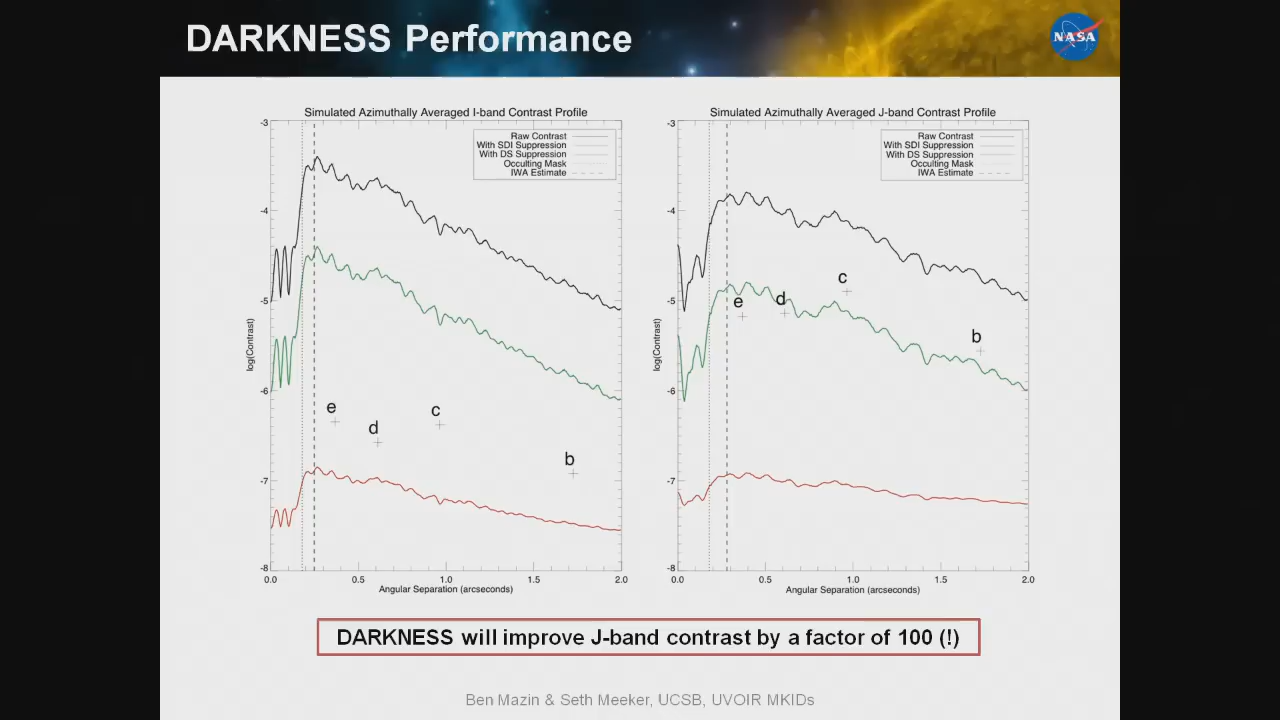 DARKNESS Performance
NASA
Simulated Azimuthally Averaged I-band Contrast Profile
-3
-4
-5
-6
-7
-8
log(Contrast)
Raw Contrast
With SDI Suppression
With DS Suppression
Occulting Mask
IWA Estimate
e
d
c
b
0.0 0.5 1.0 1.5 2.0
Angular Separation (arcseconds)
Simulated Azimuthally Averaged J-band Contrast Profile
-3
-4
-5
-6
-7
-8
log(Contrast)
Raw Contrast
With SDI Suppression
With DS Suppression
Occulting Mask
IWA Estimate
e
d
c
b
0.0 0.5 1.0 1.5 2.0
Angular Separation (arcseconds)
DARKNESS will improve J-band contrast by a factor of 100 (!)
Ben Mazin & Seth Meeker, UCSB, UVOIR MKIDs